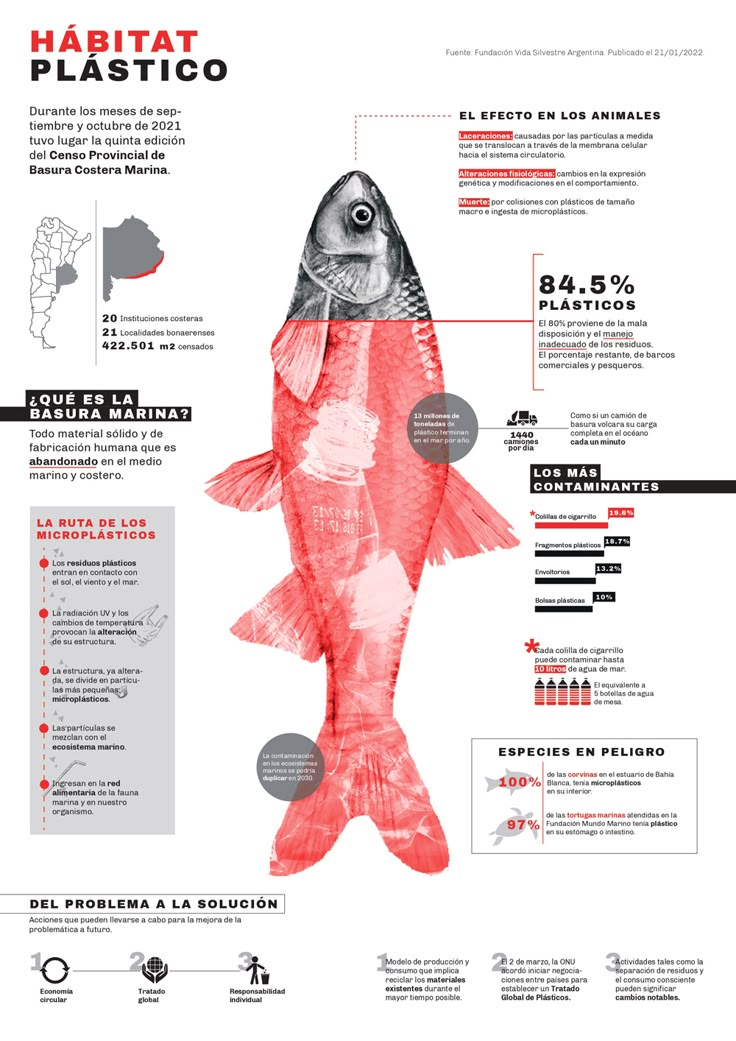 HÁBITAT
PLÁSTICO
Fuente: Fundación Vida Silvestre Argentina. Publicado el 21/01/2022.
Durante los meses de sep-
tiembre y octubre de 2021
tuvo lugar la quinta edición
del Censo Provincial de
Basura Costera Marina.
20 Instituciones costeras
21 Localidades bonaerenses
422.501 m2 censados
¿QUÉ ES LA
BASURA MARINA?
Todo material sólido y de
fabricación humana que es
abandonado en el medio
marino y costero.
LA RUTA DE LOS
MICROPLÁSTICOS
Los residuos plásticos
entran en contacto con
el sol, el viento y el mar.
La radiación UV y los
cambios de temperatura
provocan la alteración
de su estructura.
La estructura, ya altera-
da, se divide en partícu-
las más pequeñas:
microplásticos.
Las partículas se
mezclan con el
ecosistema marino.
Ingresan en la red
alimentaria de la fauna
marina y en nuestro
organismo.
EL EFECTO EN LOS ANIMALES
Laceraciones: causadas por las partículas a medida
que se translocan a través de la membrana celular
hacia el sistema circulatorio.
Alteraciones fisiológicas: cambios en la expresión
genética y modificaciones en el comportamiento.
Muerte: por colisiones con plásticos de tamaño
macro e ingesta de microplásticos.
84.5%
PLÁSTICOS
El 80% proviene de la mala
disposición y el manejo
inadecuado de los residuos.
El porcentaje restante, de barcos
comerciales y pesqueros.
13 millones de
toneladas de
plástico terminan
en el mar por año.
1440
camiones
por día
Como si un camión de
basura volcara su carga
completa en el océano
cada un minuto
LOS MÁS
CONTAMINANTES
*Colillas de cigarrillo 19.6%
Fragmentos plásticos 18.7%
Envoltorios 13.2%
Bolsas plásticas 10%
*Cada colilla de cigarrillo
puede contaminar hasta
10 litros de agua de mar.
El equivalente a
5 botellas de agua
de mesa.
La contaminación
en los ecosistemas
marinos se podría
duplicar en 2030.
ESPECIES EN PELIGRO
100%
de las corvinas en el estuario de Bahía
Blanca, tenía microplásticos
en su interior.
97%
de las tortugas marinas atendidas en la
Fundación Mundo Marino tenía plástico
en su estómago o intestino.
DEL PROBLEMA A LA SOLUCIÓN
Acciones que pueden llevarse a cabo para la mejora de la
problemática a futuro.
1
Economía
circular
2
Tratado
global
3
Responsabilidad
individual
1
Modelo de producción y
consumo que implica
reciclar los materiales
existentes durante el
mayor tiempo posible.
2
El 2 de marzo, la ONU
acordó iniciar negocia-
ciones entre países para
establecer un Tratado
Global de Plásticos.
3
Actividades tales como la
separación de residuos y
el consumo consciente
pueden significar
cambios notables.